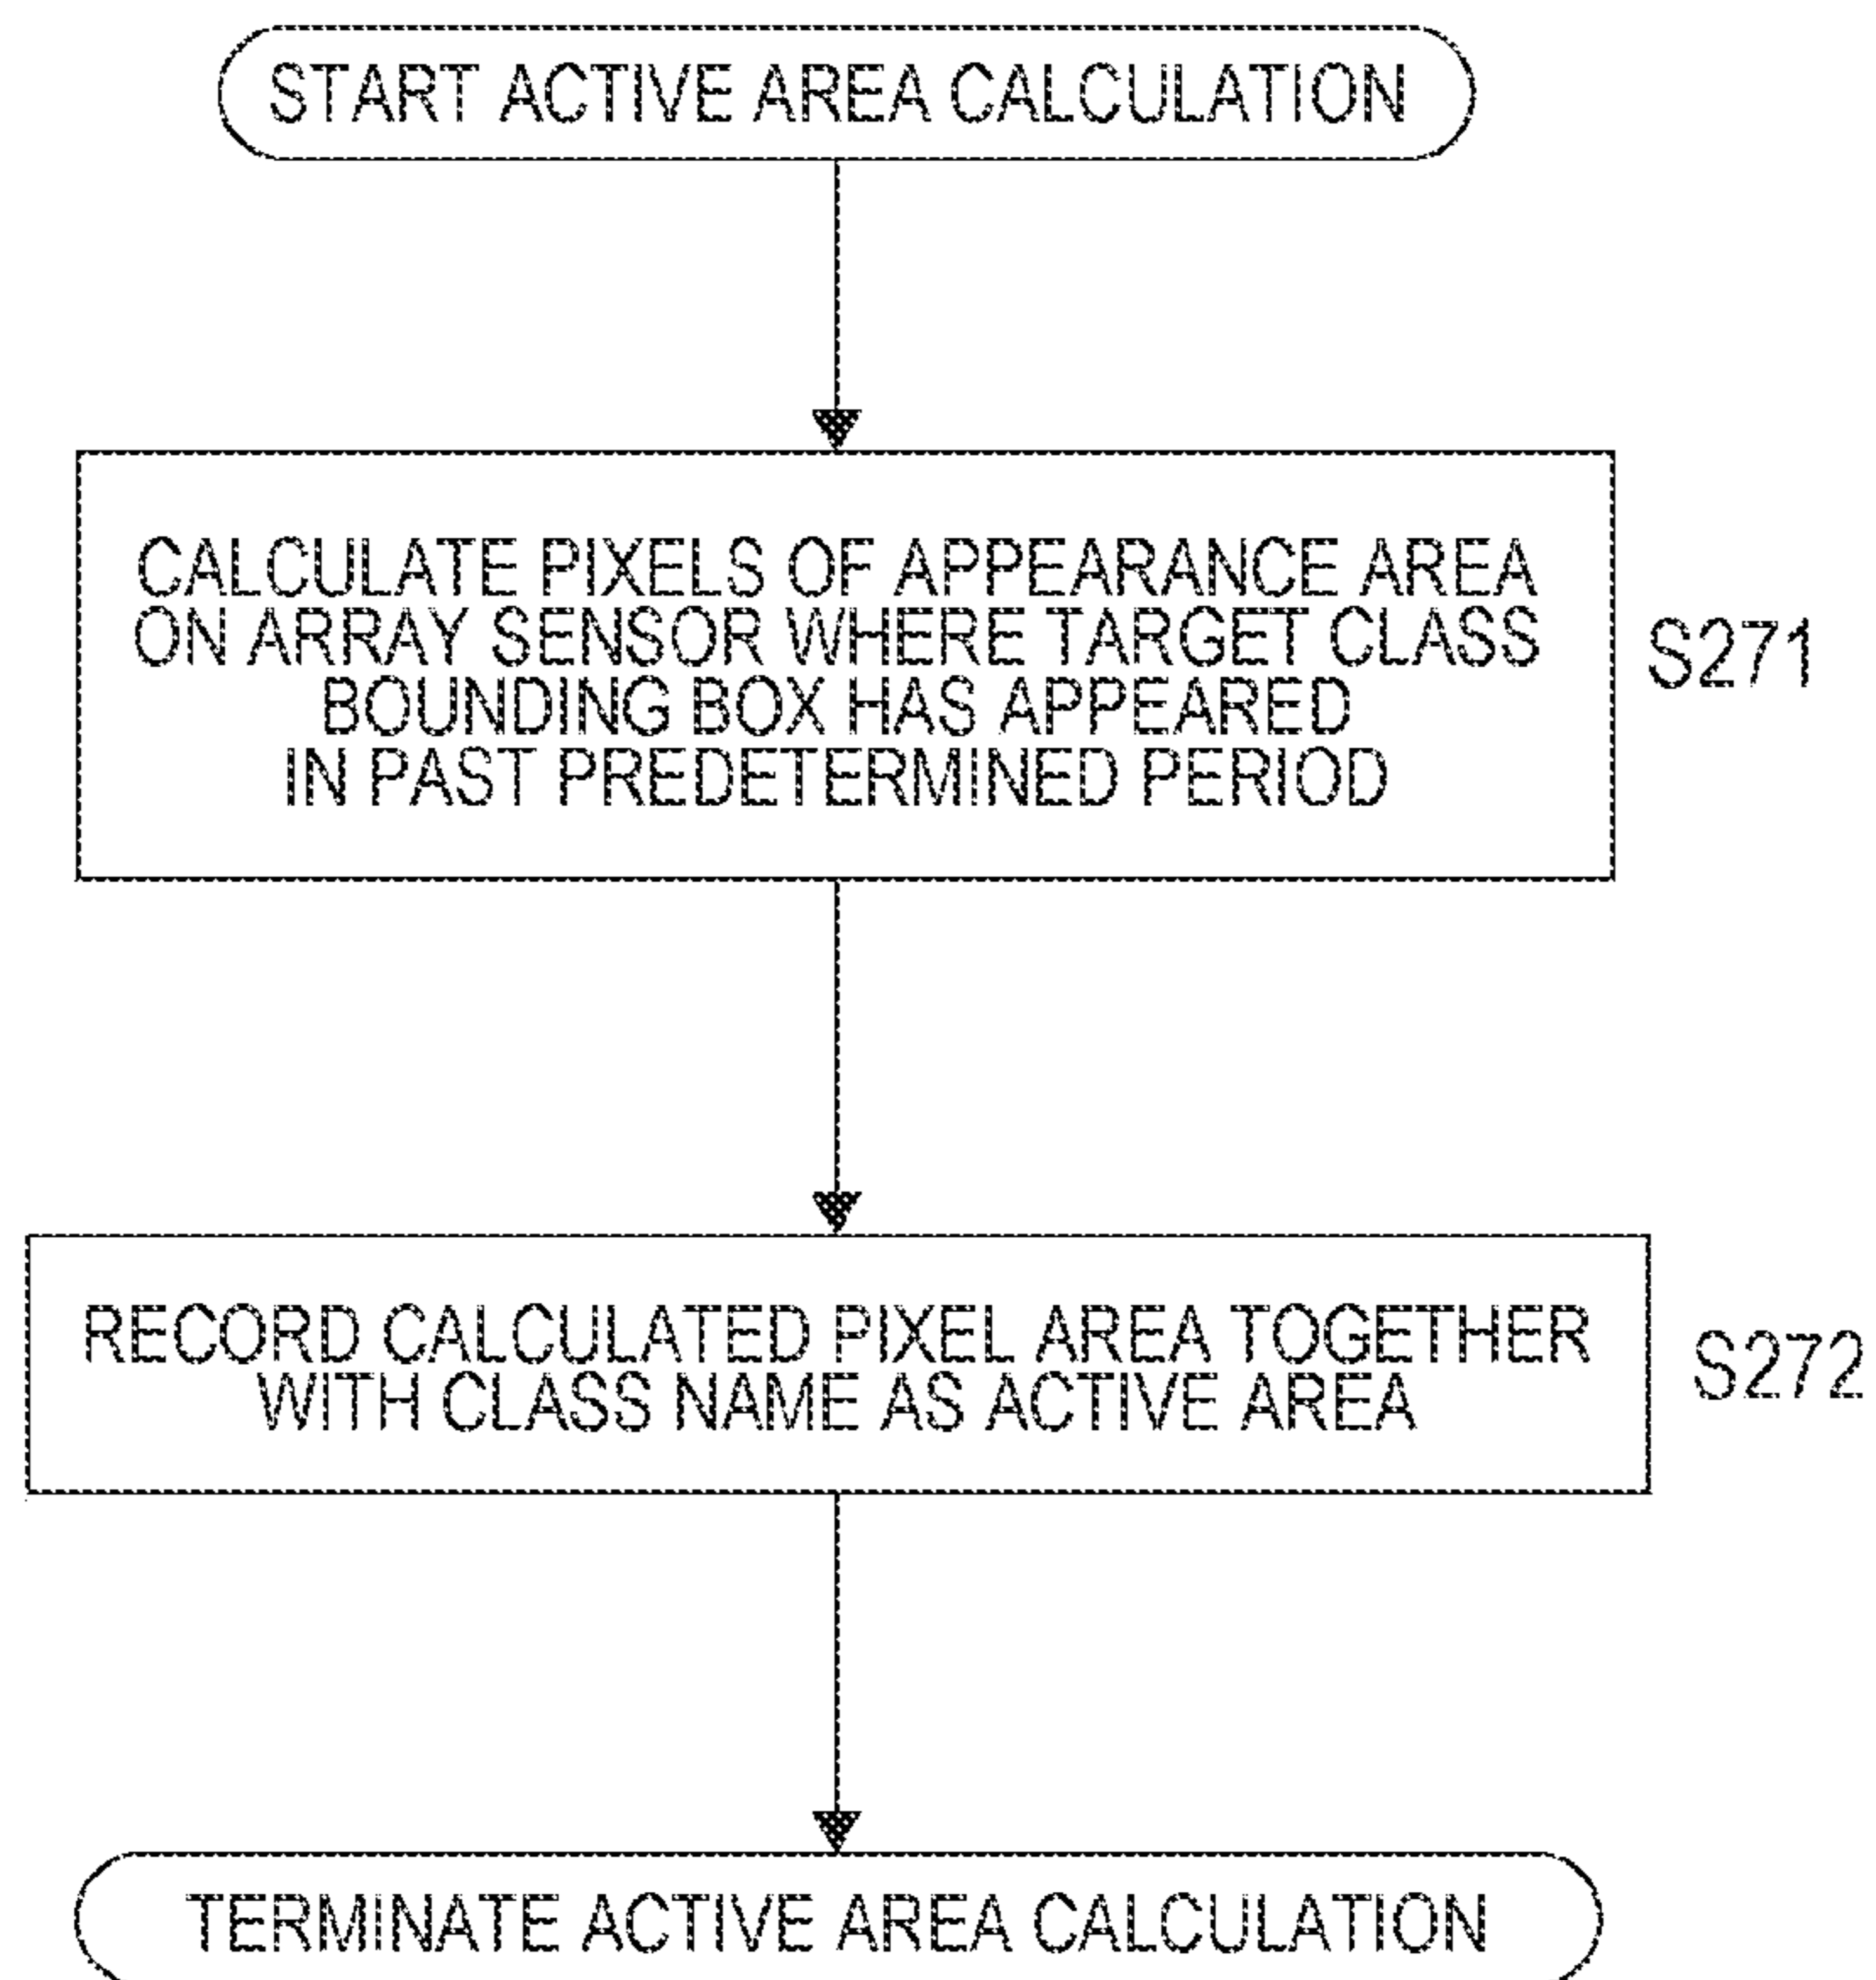 START ACTIVE AREA CALCULATION
CALCULATE PIXELS OF APPEARANCE AREA
ON ARRAY SENSOR WHERE TARGET CLASS
BOUNDING BOX HAS APPEARED
IN PAST PREDETERMINED PERIOD
S271
RECORD CALCULATED PIXEL AREA TOGETHER
WITH CLASS NAME AS ACTIVE AREA
S272
TERMINATE ACTIVE AREA CALCULATION